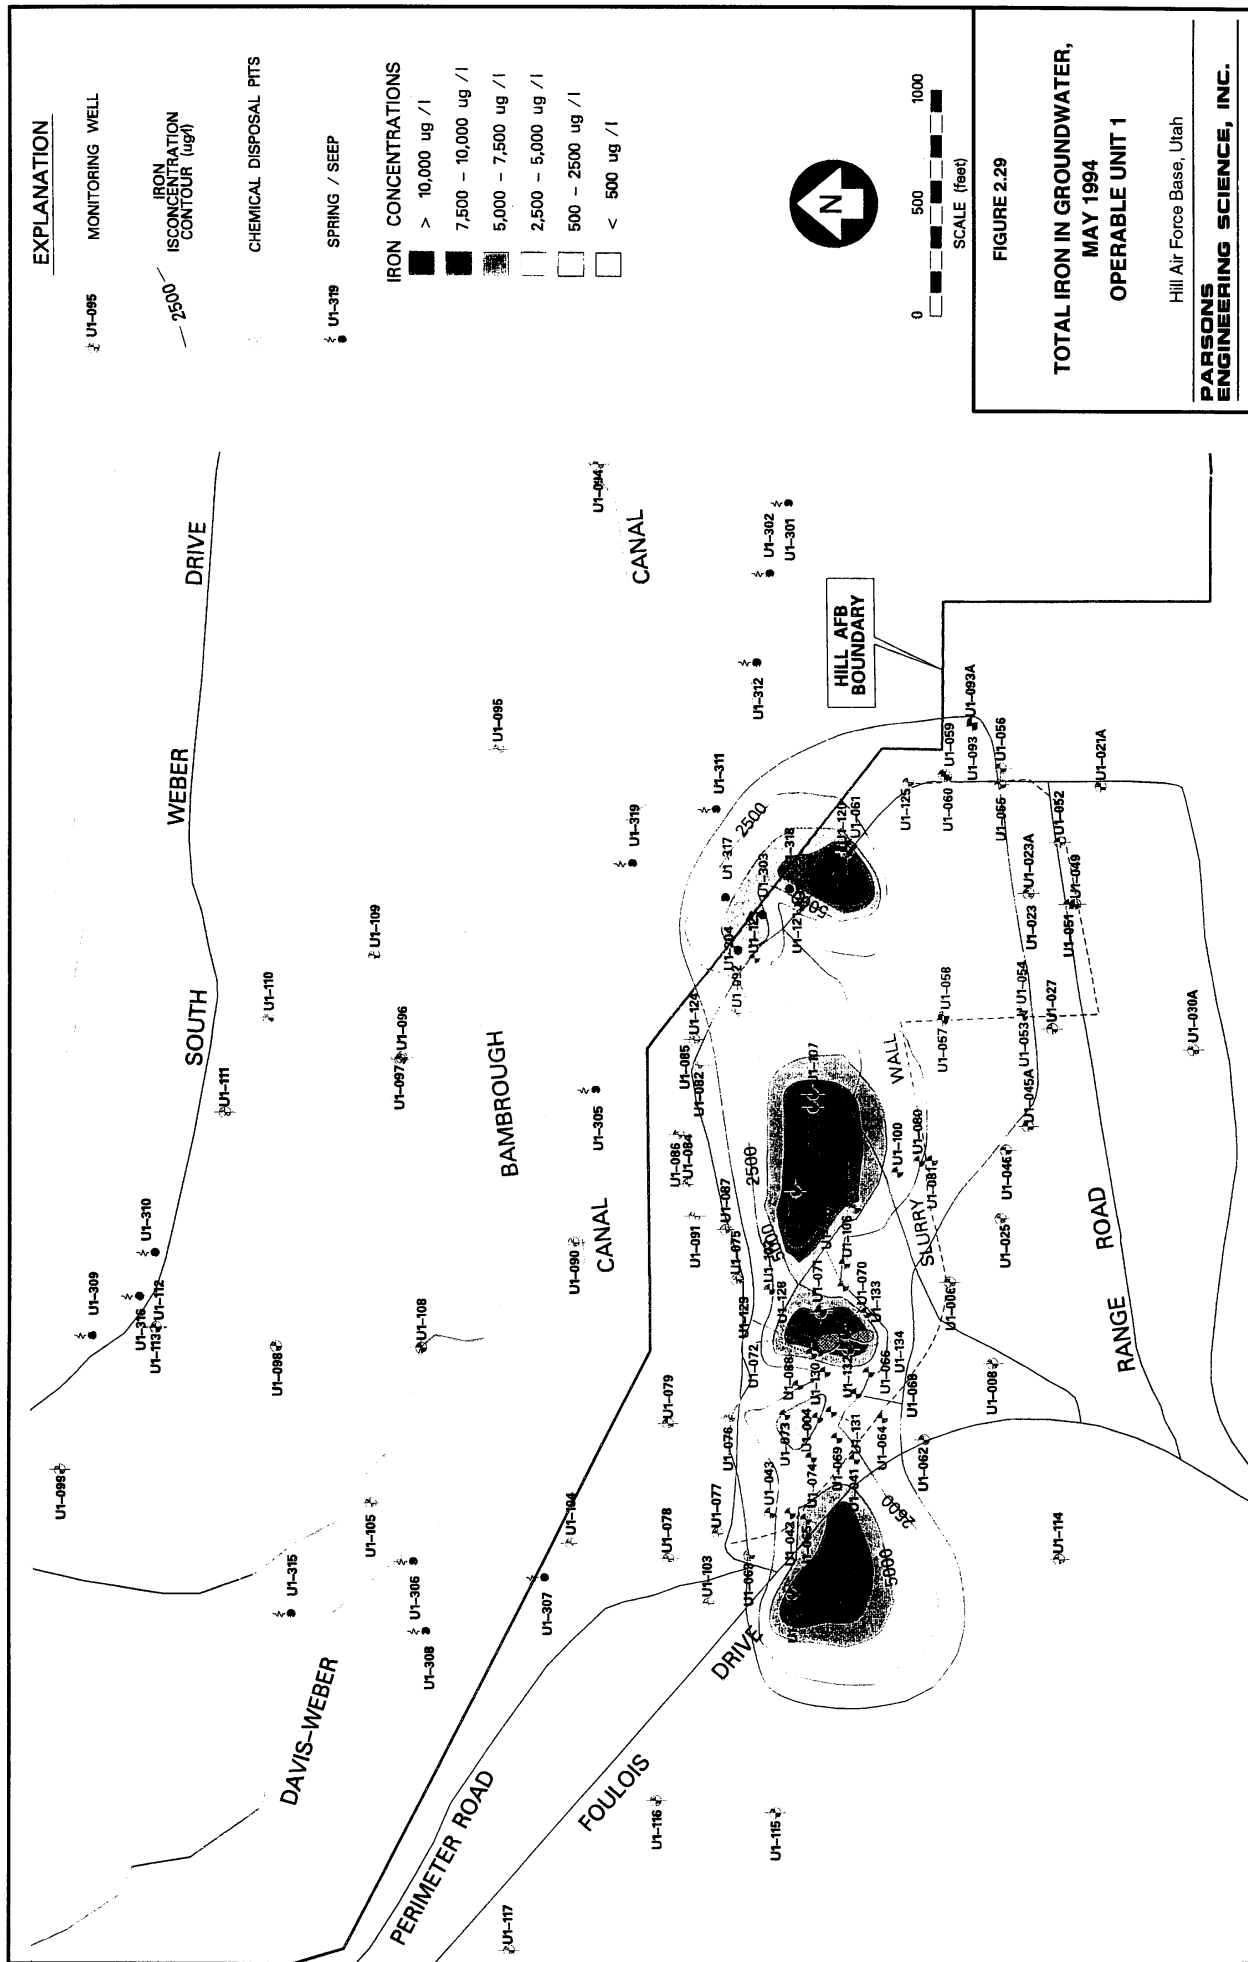 EXPLANATION
U1-095
MONITORING WELL
2500
IRON
ISCONCENTRATION
CONTOUR (ug/l)
CHEMICAL DISPOSAL PITS
U1-319
SPRING / SEEP
IRON CONCENTRATIONS
> 10,000 ug /l
7,500 - 10,000 ug /l
5,000 - 7,500 ug /l
2,500 - 5,000 ug /l
500 - 2500 ug /l
< 500 ug /l
N
0 500 1000
SCALE (feet)
FIGURE 2.29
TOTAL IRON IN GROUNDWATER,
MAY 1994
OPERABLE UNIT 1
Hill Air Force Base, Utah
PARSONS
ENGINEERING SCIENCE, INC.
SOUTH WEBER DRIVE
DAVIS-WEBER
CANAL
BAMBROUGH
CANAL
PERIMETER ROAD
FOULOIS
DRIVE
RANGE ROAD
SLURRY WALL
HILL AFB
BOUNDARY
U1-099
U1-309
U1-310
U1-316
U1-112
U1-113
U1-111
U1-110
U1-109
U1-098
U1-315
U1-105
U1-306
U1-308
U1-108
U1-097
U1-096
U1-095
U1-094
U1-307
U1-104
U1-090
U1-305
U1-319
U1-302
U1-301
U1-312
U1-311
U1-117
U1-116
U1-115
U1-114
U1-079
U1-078
U1-077
U1-076
U1-103
U1-069
U1-043
U1-042
U1-065
U1-074
U1-041
U1-073
U1-004
U1-069
U1-131
U1-064
U1-062
U1-068
U1-066
U1-134
U1-132
U1-130
U1-088
U1-072
U1-129
U1-128
U1-075
U1-087
U1-091
U1-086
U1-084
U1-085
U1-082
U1-124
U1-092
U1-304
U1-303
U1-317
U1-318
U1-120
U1-061
U1-071
U1-070
U1-133
U1-106
U1-107
U1-100
U1-080
U1-081
U1-006
U1-008
U1-025
U1-046
U1-045A
U1-057
U1-058
U1-053
U1-054
U1-027
U1-023
U1-023A
U1-051
U1-049
U1-052
U1-055
U1-056
U1-060
U1-059
U1-125
U1-093
U1-093A
U1-021A
U1-030A
2500
2500
5000
5000
5000
2500